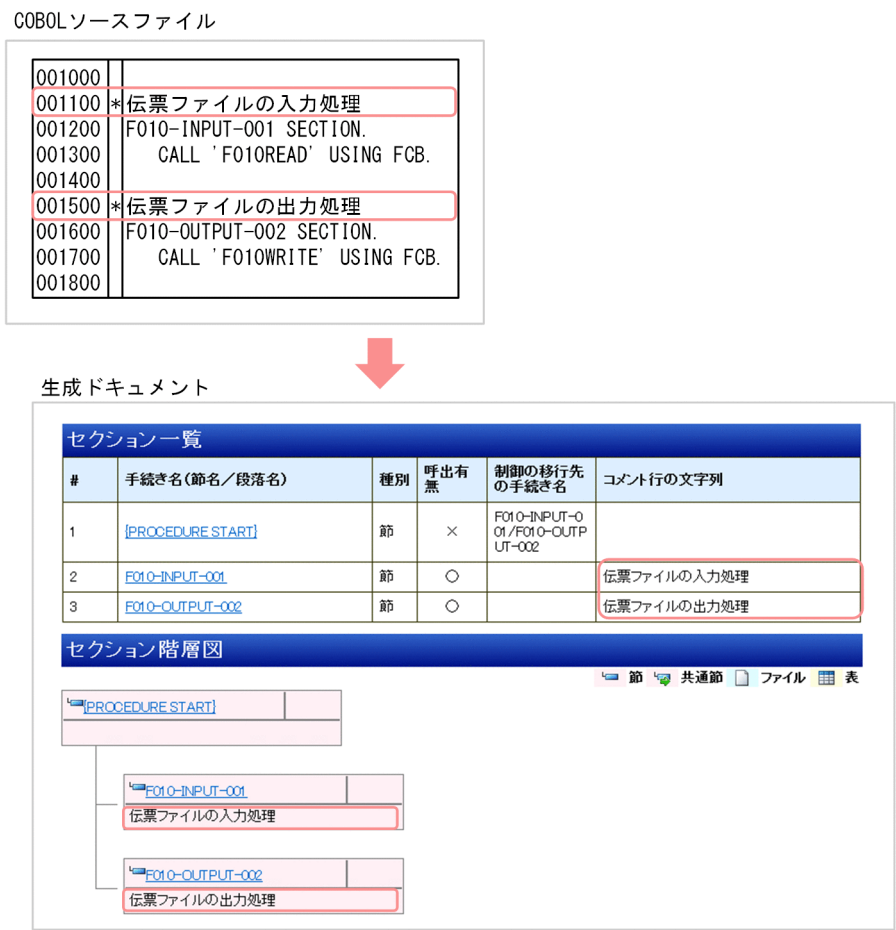 COBOLソースファイル
001000
001100 *伝票ファイルの入力処理
001200 F010-INPUT-001 SECTION.
001300 CALL 'F010READ' USING FCB.
001400
001500 *伝票ファイルの出力処理
001600 F010-OUTPUT-002 SECTION.
001700 CALL 'F010WRITE' USING FCB.
001800
生成ドキュメント
セクション一覧
# 手続き名(節名／段落名) 種別 呼出有無 制御の移行先の手続き名 コメント行の文字列
1 [PROCEDURE START] 節 × F010-INPUT-001/F010-OUTPUT-002
2 F010-INPUT-001 節 ○ 伝票ファイルの入力処理
3 F010-OUTPUT-002 節 ○ 伝票ファイルの出力処理
セクション階層図
節 共通節 ファイル 表
[PROCEDURE START]
F010-INPUT-001
伝票ファイルの入力処理
F010-OUTPUT-002
伝票ファイルの出力処理